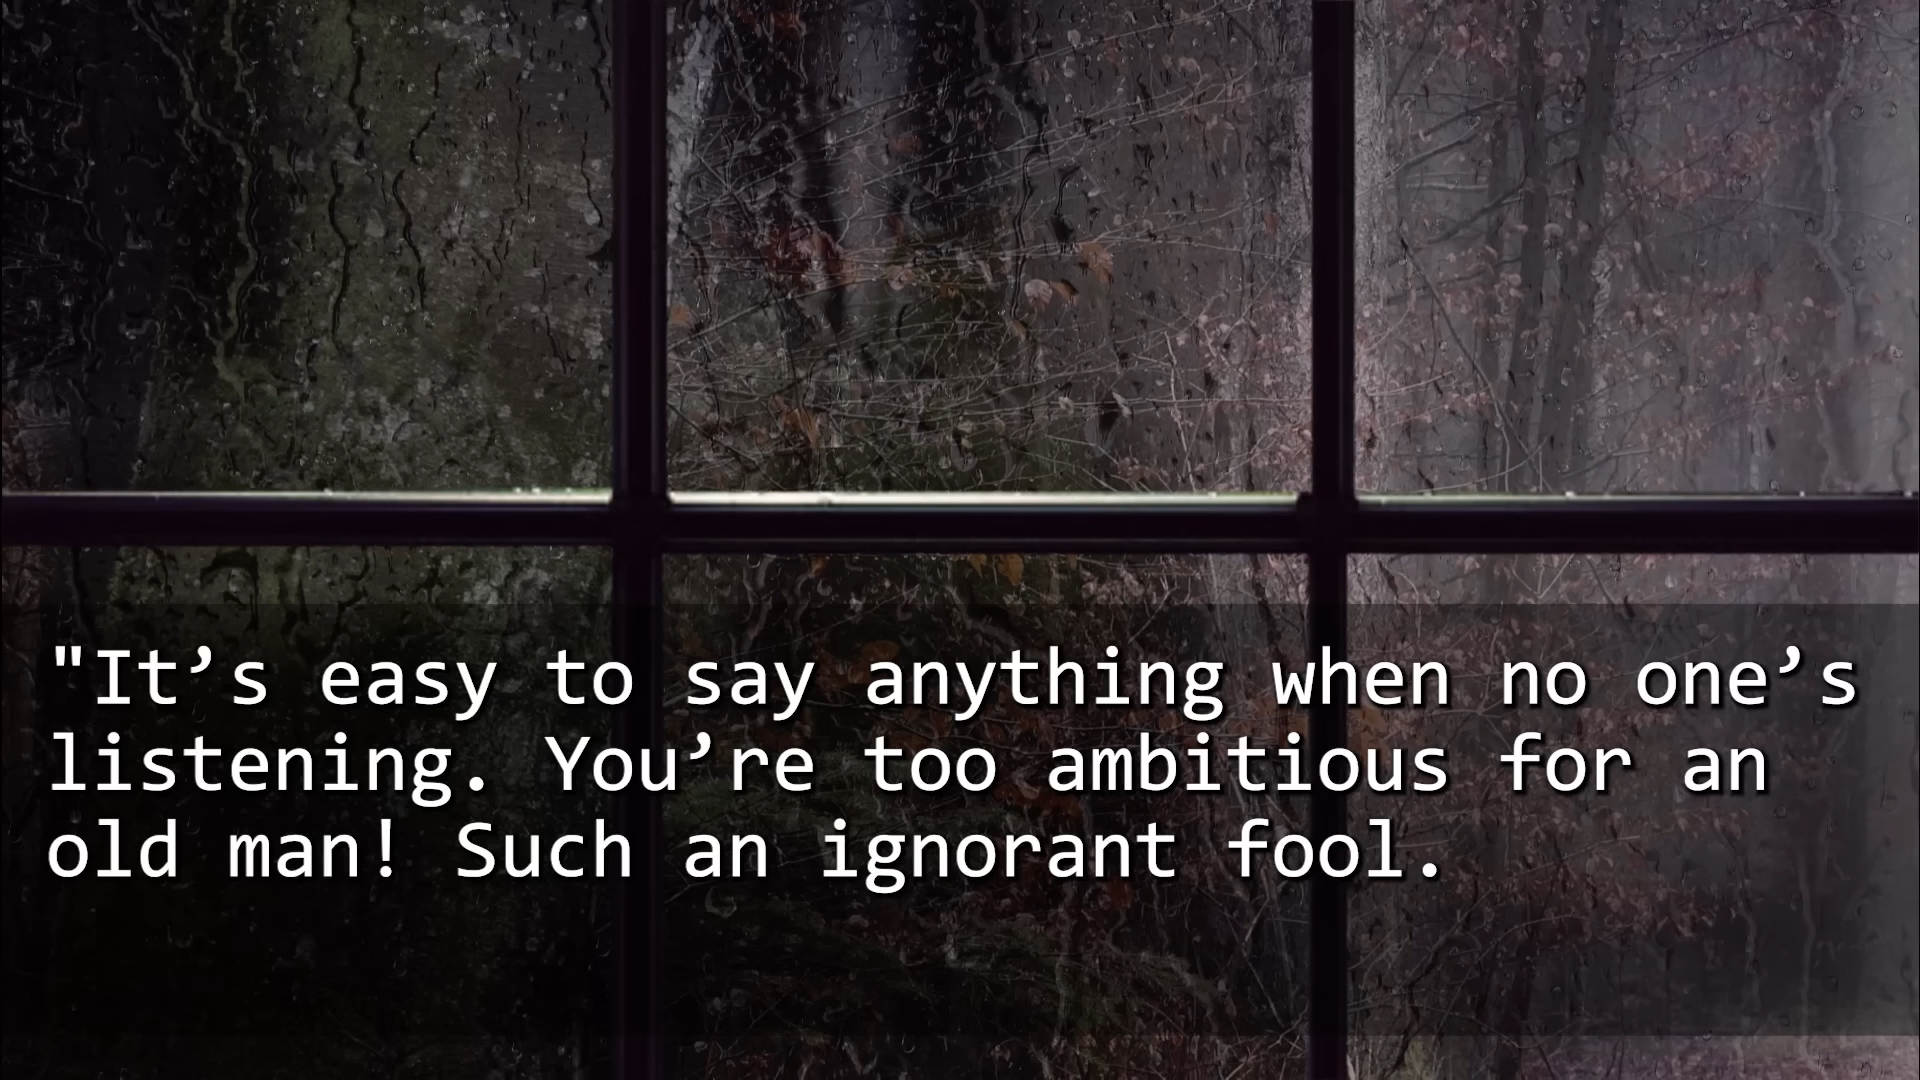 "It’s easy to say anything when no one’s
listening. You’re too ambitious for an
old man! Such an ignorant fool.